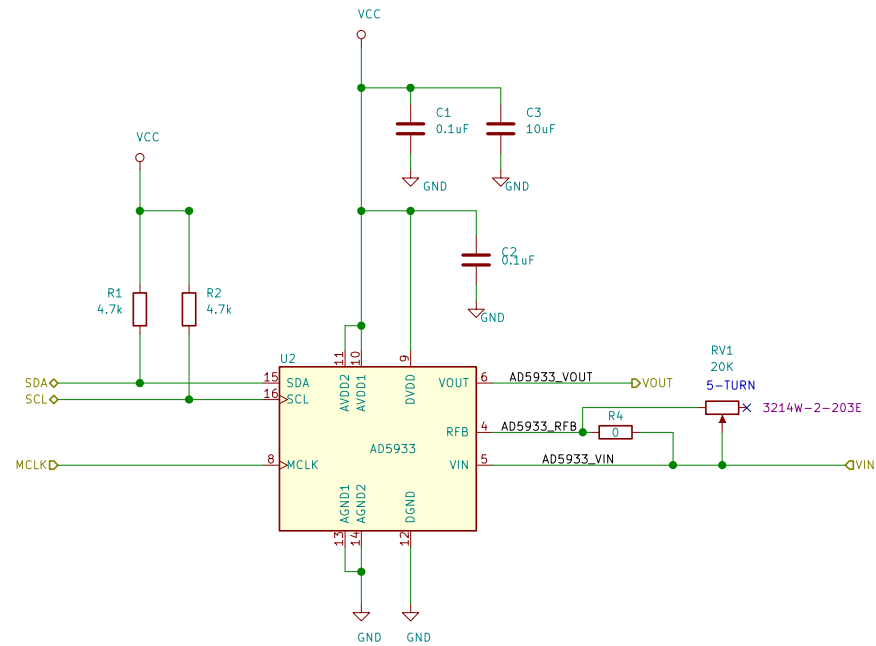 VCC
C1
0.1uF
C3
10uF
GND
GND
VCC
C2
0.1uF
GND
R1
4.7k
R2
4.7k
U2
11
10
9
SDA
15
SDA
SCL
16
SCL
MCLK
8
MCLK
AVDD2
AVDD1
DVDD
AD5933
AGND1
AGND2
DGND
VOUT
6
AD5933_VOUT
VOUT
RFB
4
AD5933_RFB
R4
0
VIN
5
AD5933_VIN
VIN
RV1
20K
5-TURN
3214W-2-203E
13
14
12
GND
GND